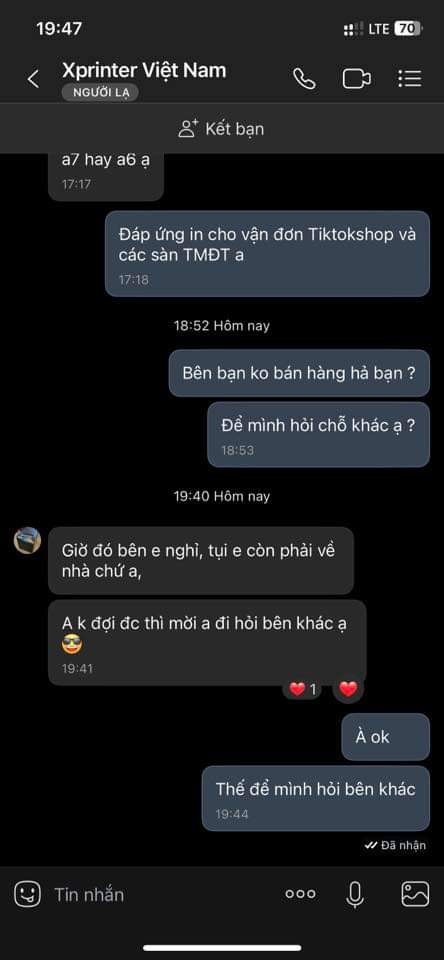 19:47
LTE 70
Xprinter Việt Nam
NGƯỜI LẠ
Kết bạn
a7 hay a6 ạ
17:17
Đáp ứng in cho vận đơn Tiktokshop và
các sàn TMĐT a
17:18
18:52 Hôm nay
Bên bạn ko bán hàng hả bạn ?
Để mình hỏi chỗ khác ạ ?
18:53
19:40 Hôm nay
Giờ đó bên e nghỉ, tụi e còn phải về
nhà chứ a,
A k đợi đc thì mời a đi hỏi bên khác ạ
😎
19:41
❤️ 1 ❤️
À ok
Thế để mình hỏi bên khác
19:44
Đã nhận
Tin nhắn